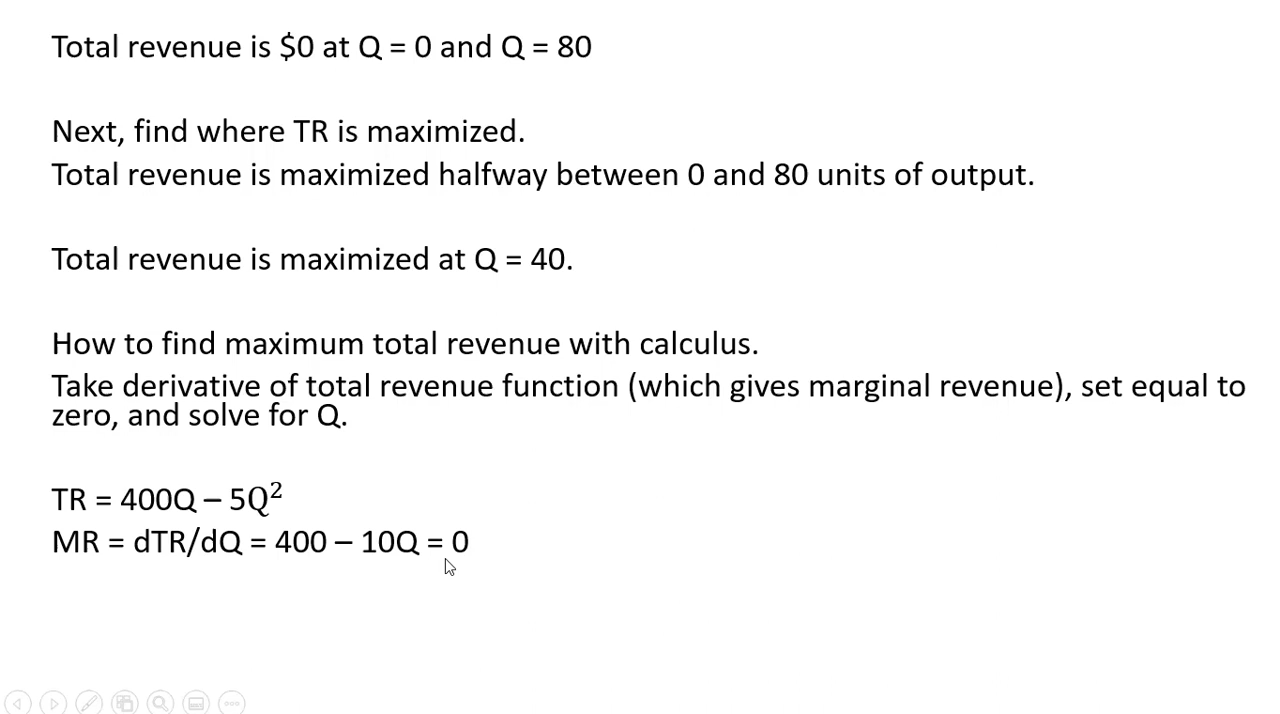 Total revenue is $0 at Q = 0 and Q = 80
Next, find where TR is maximized.
Total revenue is maximized halfway between 0 and 80 units of output.
Total revenue is maximized at Q = 40.
How to find maximum total revenue with calculus.
Take derivative of total revenue function (which gives marginal revenue), set equal to
zero, and solve for Q.
TR = 400Q – 5Q²
MR = dTR/dQ = 400 – 10Q = 0